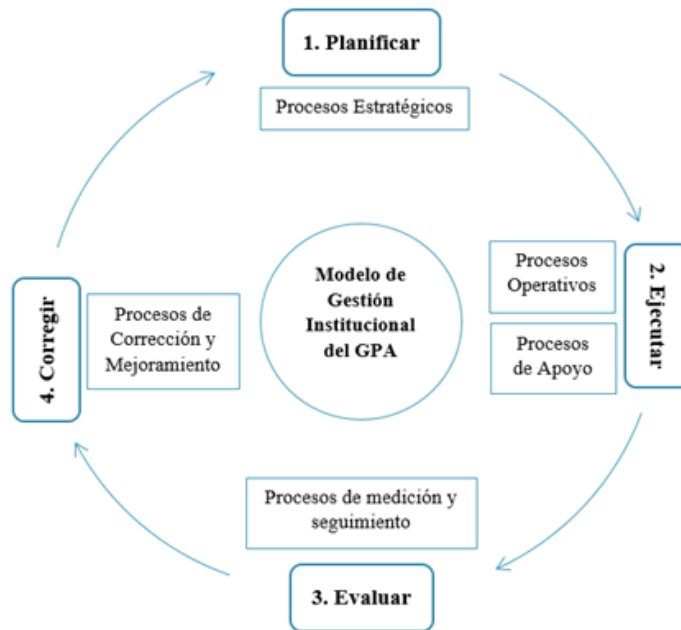 1. Planificar
Procesos Estratégicos
Procesos
Operativos
Procesos
de Apoyo
2. Ejecutar
Modelo de
Gestión
Institucional
del GPA
Procesos de medición y
seguimiento
3. Evaluar
Procesos de
Corrección y
Mejoramiento
4. Corregir